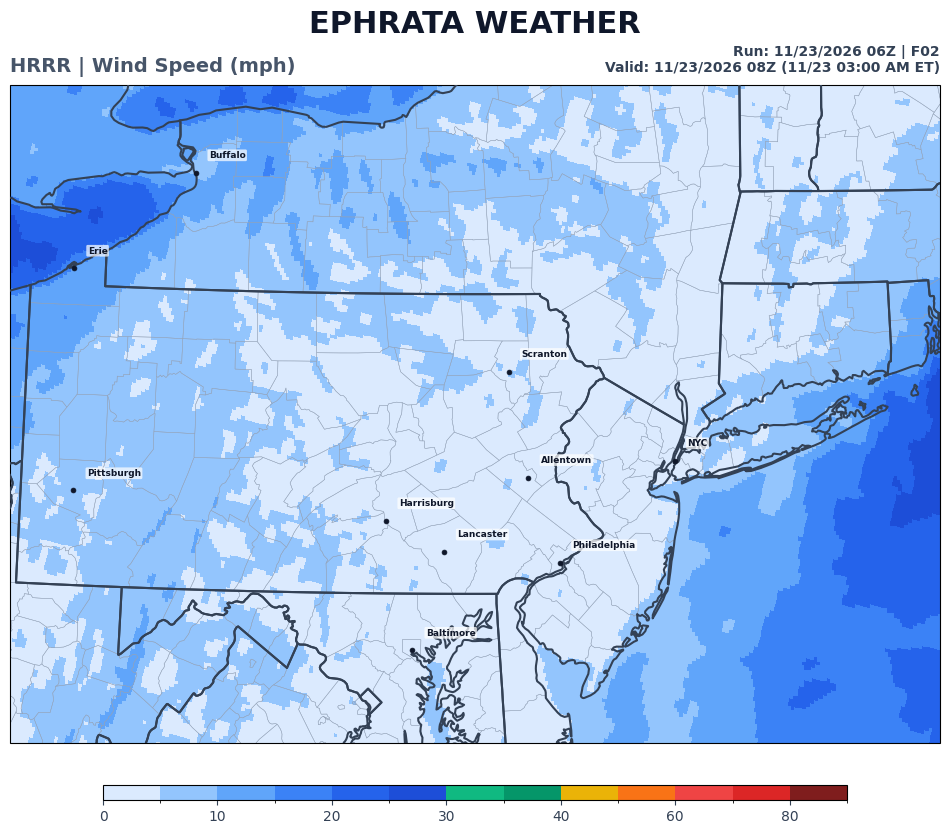 EPHRATA WEATHER
HRRR | Wind Speed (mph)
Run: 11/23/2026 06Z | F02
Valid: 11/23/2026 08Z (11/23 03:00 AM ET)
Buffalo
Erie
Scranton
NYC
Allentown
Pittsburgh
Harrisburg
Lancaster
Philadelphia
Baltimore
0 10 20 30 40 60 80